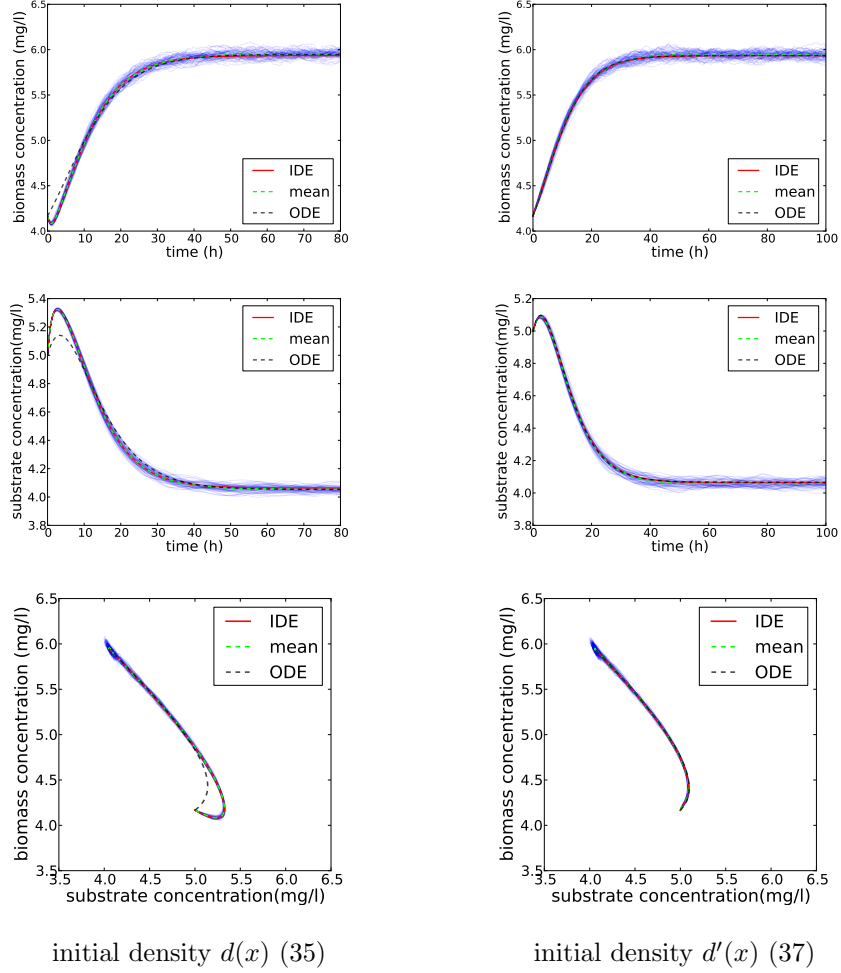 6.5
6.0
5.5
5.0
4.5
4.0
biomass concentration (mg/l)
IDE
mean
ODE
0 10 20 30 40 50 60 70 80
time (h)
6.5
6.0
5.5
5.0
4.5
4.0
biomass concentration (mg/l)
IDE
mean
ODE
0 20 40 60 80 100
time (h)
5.4
5.2
5.0
4.8
4.6
4.4
4.2
4.0
3.8
substrate concentration(mg/l)
IDE
mean
ODE
0 10 20 30 40 50 60 70 80
time (h)
5.2
5.0
4.8
4.6
4.4
4.2
4.0
3.8
substrate concentration(mg/l)
IDE
mean
ODE
0 20 40 60 80 100
time (h)
6.5
6.0
5.5
5.0
4.5
4.0
3.5
biomass concentration (mg/l)
IDE
mean
ODE
3.5 4.0 4.5 5.0 5.5 6.0 6.5
substrate concentration(mg/l)
6.5
6.0
5.5
5.0
4.5
4.0
3.5
biomass concentration (mg/l)
IDE
mean
ODE
3.5 4.0 4.5 5.0 5.5 6.0 6.5
substrate concentration(mg/l)
initial density d(x) (35)
initial density d′(x) (37)